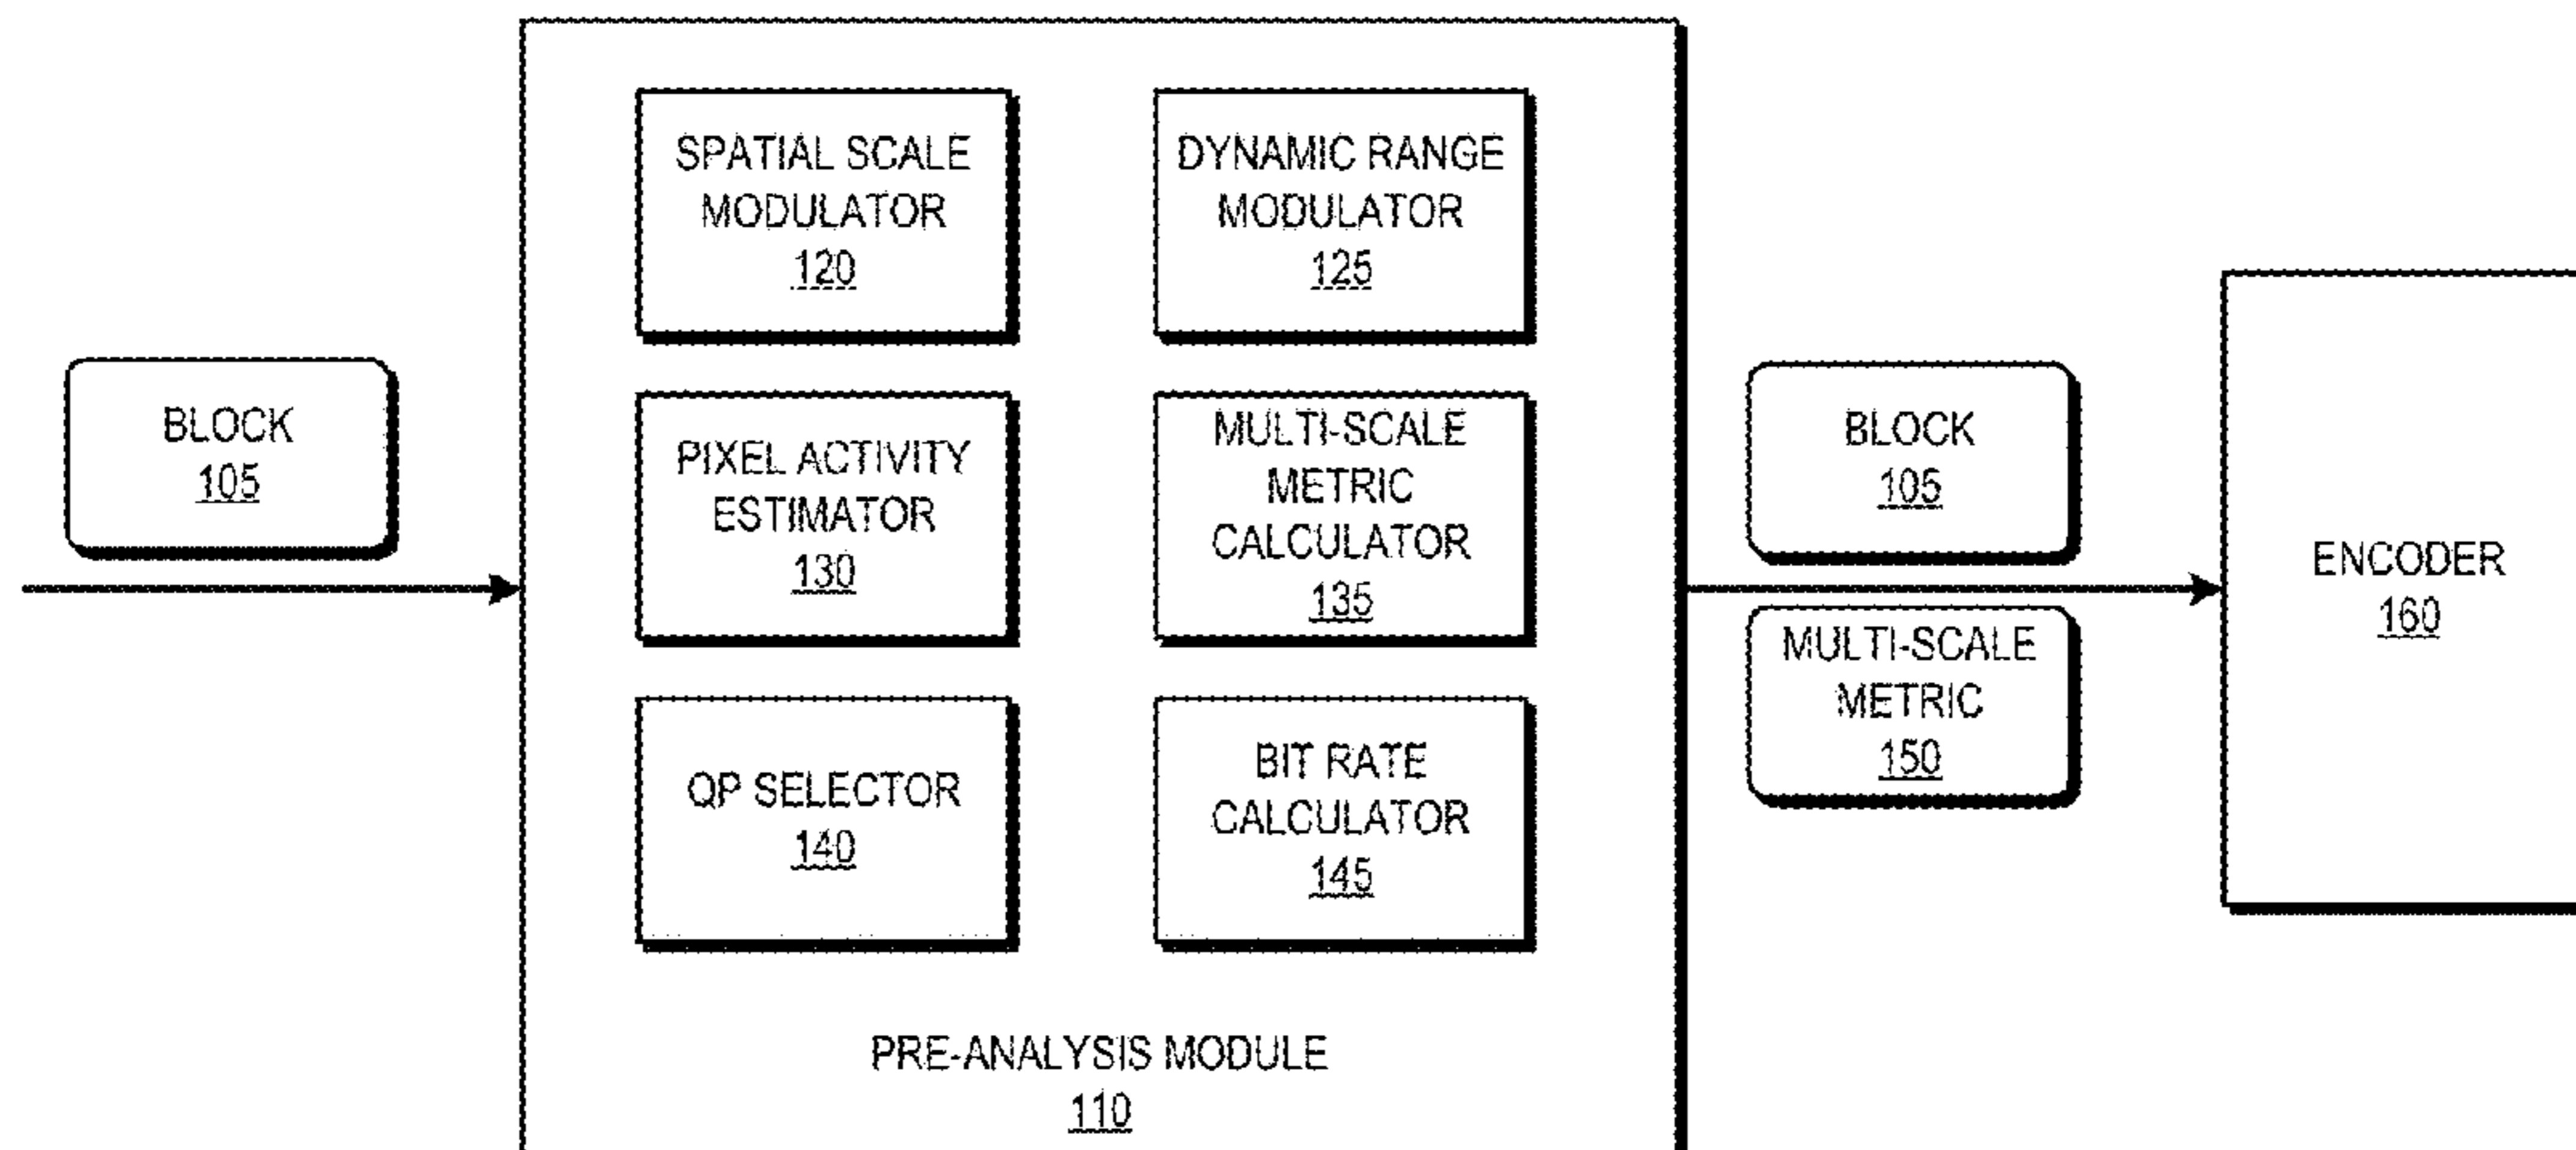 BLOCK
105
SPATIAL SCALE
MODULATOR
120
DYNAMIC RANGE
MODULATOR
125
PIXEL ACTIVITY
ESTIMATOR
130
MULTI-SCALE
METRIC
CALCULATOR
135
QP SELECTOR
140
BIT RATE
CALCULATOR
145
PRE-ANALYSIS MODULE
110
BLOCK
105
MULTI-SCALE
METRIC
150
ENCODER
160